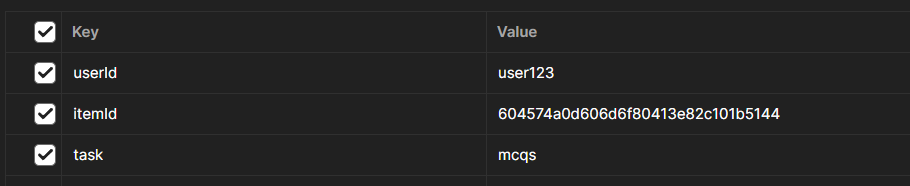 Key Value
userId user123
itemId 604574a0d606d6f80413e82c101b5144
task mcqs